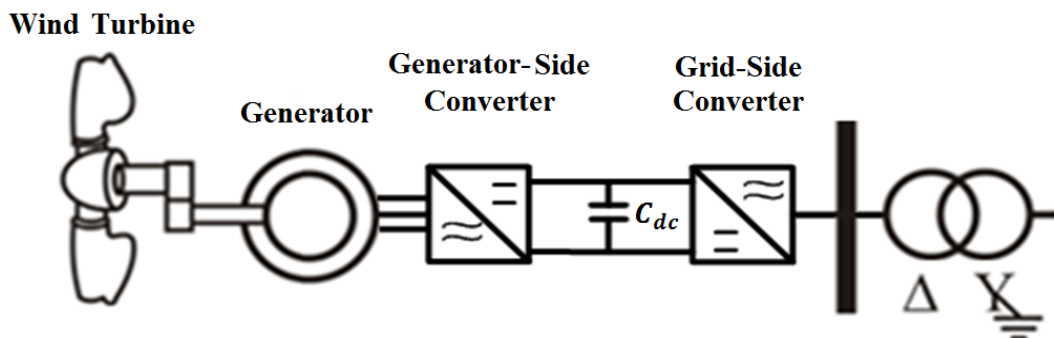 Wind Turbine
Generator-Side
Converter
Grid-Side
Converter
Generator
C_dc
Δ Y